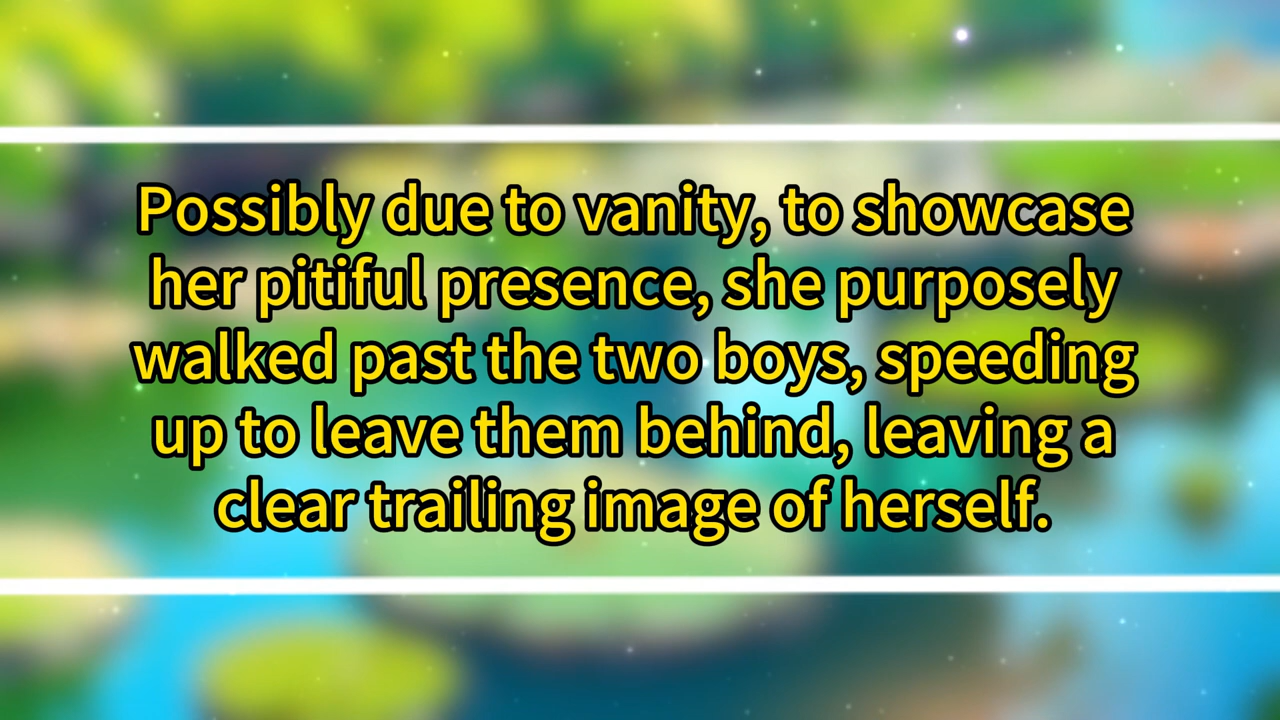 Possibly due to vanity, to showcase
her pitiful presence, she purposely
walked past the two boys, speeding
up to leave them behind, leaving a
clear trailing image of herself.